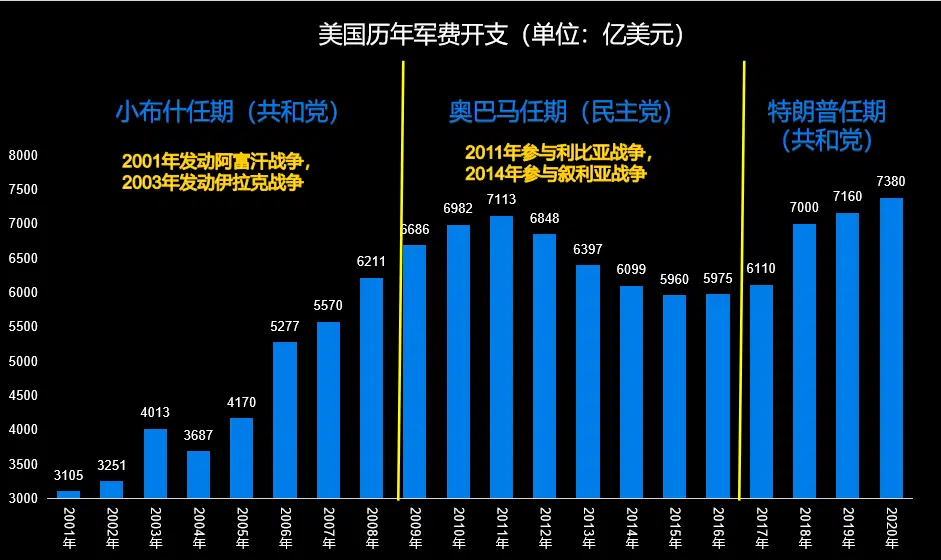 美国历年军费开支（单位：亿美元）
小布什任期（共和党）
奥巴马任期（民主党）
特朗普任期
（共和党）
2001年发动阿富汗战争，
2003年发动伊拉克战争
2011年参与利比亚战争，
2014年参与叙利亚战争
8000
7500
7000
6500
6000
5500
5000
4500
4000
3500
3000
3105
3251
4013
3687
4170
5277
5570
6211
6686
6982
7113
6848
6397
6099
5960
5975
6110
7000
7160
7380
2001年
2002年
2003年
2004年
2005年
2006年
2007年
2008年
2009年
2010年
2011年
2012年
2013年
2014年
2015年
2016年
2017年
2018年
2019年
2020年